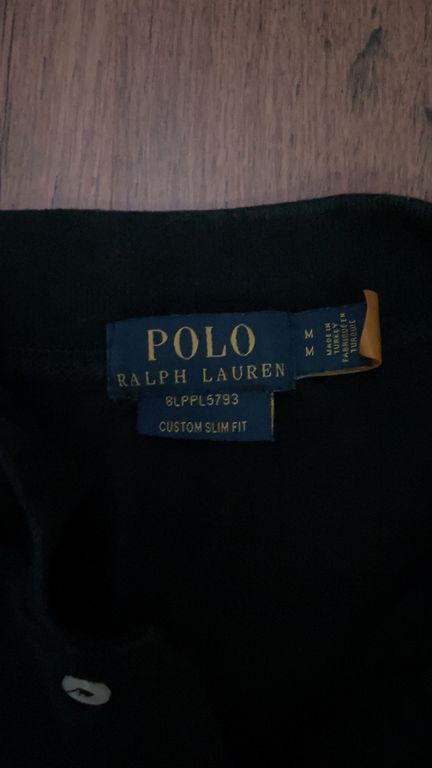 POLO
RALPH LAUREN
8LPPL5793
CUSTOM SLIM FIT
M
M
MADE IN
TURKEY
FABRIQUÉ EN
TURQUIE